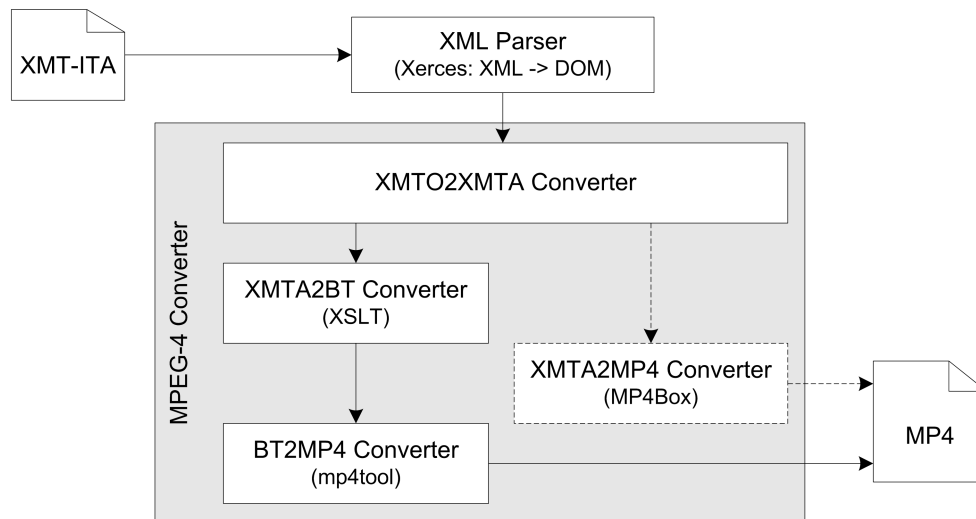 XMT-ITA
XML Parser
(Xerces: XML -> DOM)
MPEG-4 Converter
XMTO2XMTA Converter
XMTA2BT Converter
(XSLT)
XMTA2MP4 Converter
(MP4Box)
BT2MP4 Converter
(mp4tool)
MP4